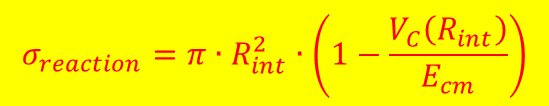 σ_reaction = π · R_int^2 · (1 − V_C(R_int) / E_cm)